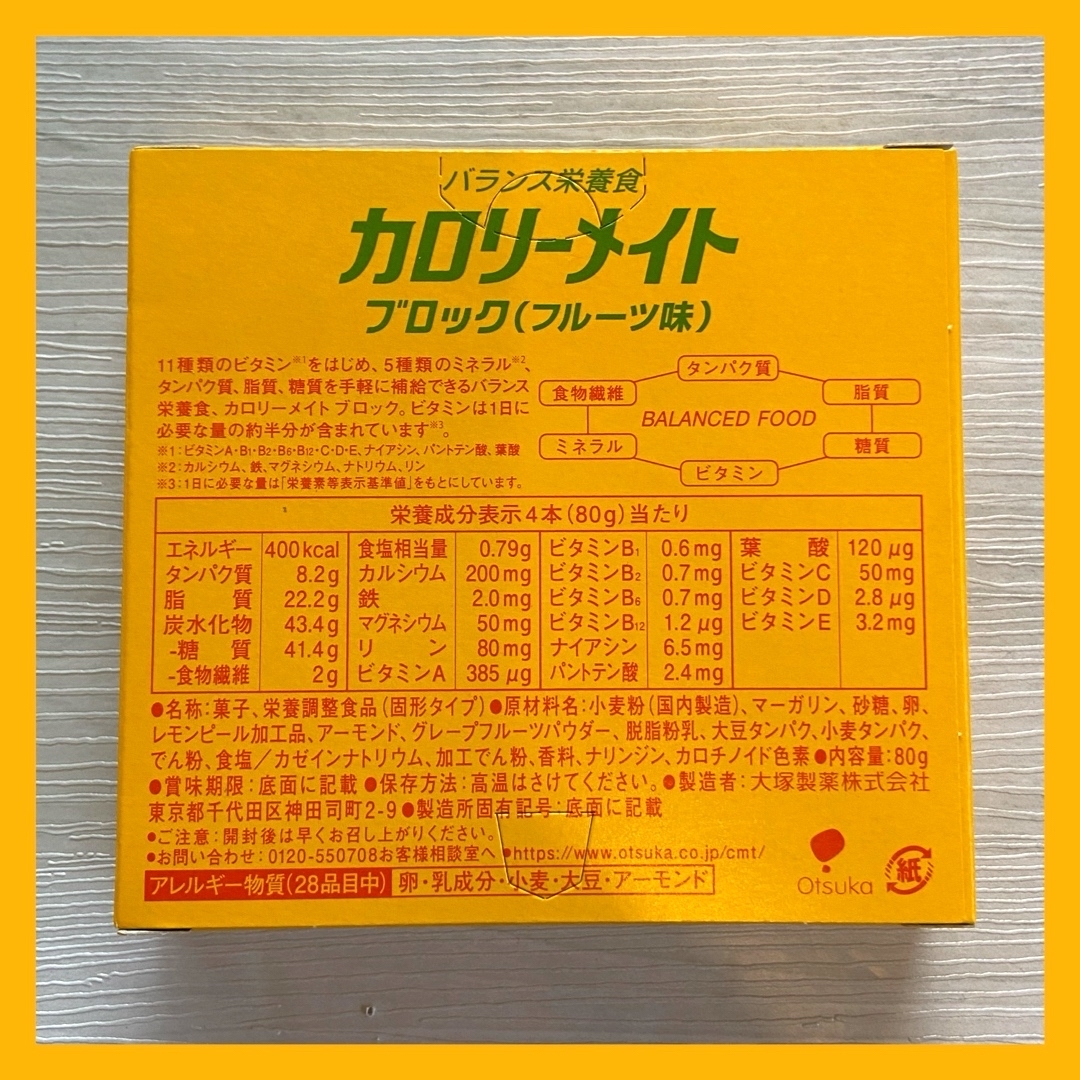 バランス栄養食
カロリーメイト
ブロック(フルーツ味)
11種類のビタミン※1をはじめ、5種類のミネラル※2、
タンパク質、脂質、糖質を手軽に補給できるバランス
栄養食、カロリーメイト ブロック。ビタミンは1日に
必要な量の約半分が含まれています※3。
※1:ビタミンA・B1・B2・B6・B12・C・D・E、ナイアシン、パントテン酸、葉酸
※2:カルシウム、鉄、マグネシウム、ナトリウム、リン
※3:1日に必要な量は「栄養素等表示基準値」をもとにしています。
タンパク質
食物繊維 脂質
BALANCED FOOD
ミネラル 糖質
ビタミン
栄養成分表示4本(80g)当たり
エネルギー 400kcal 食塩相当量 0.79g ビタミンB1 0.6mg 葉酸 120μg
タンパク質 8.2g カルシウム 200mg ビタミンB2 0.7mg ビタミンC 50mg
脂質 22.2g 鉄 2.0mg ビタミンB6 0.7mg ビタミンD 2.8μg
炭水化物 43.4g マグネシウム 50mg ビタミンB12 1.2μg ビタミンE 3.2mg
-糖質 41.4g リン 80mg ナイアシン 6.5mg
-食物繊維 2g ビタミンA 385μg パントテン酸 2.4mg
●名称:菓子、栄養調整食品(固形タイプ)●原材料名:小麦粉(国内製造)、マーガリン、砂糖、卵、
レモンピール加工品、アーモンド、グレープフルーツパウダー、脱脂粉乳、大豆タンパク、小麦タンパク、
でん粉、食塩/カゼインナトリウム、加工でん粉、香料、ナリンジン、カロチノイド色素●内容量:80g
●賞味期限:底面に記載 ●保存方法:高温はさけてください。●製造者:大塚製薬株式会社
東京都千代田区神田司町2-9 ●製造所固有記号:底面に記載
●ご注意:開封後は早くお召し上がりください。
●お問い合わせ:0120-550708お客様相談室へ ●https://www.otsuka.co.jp/cmt/
アレルギー物質(28品目中) 卵・乳成分・小麦・大豆・アーモンド
Otsuka
紙